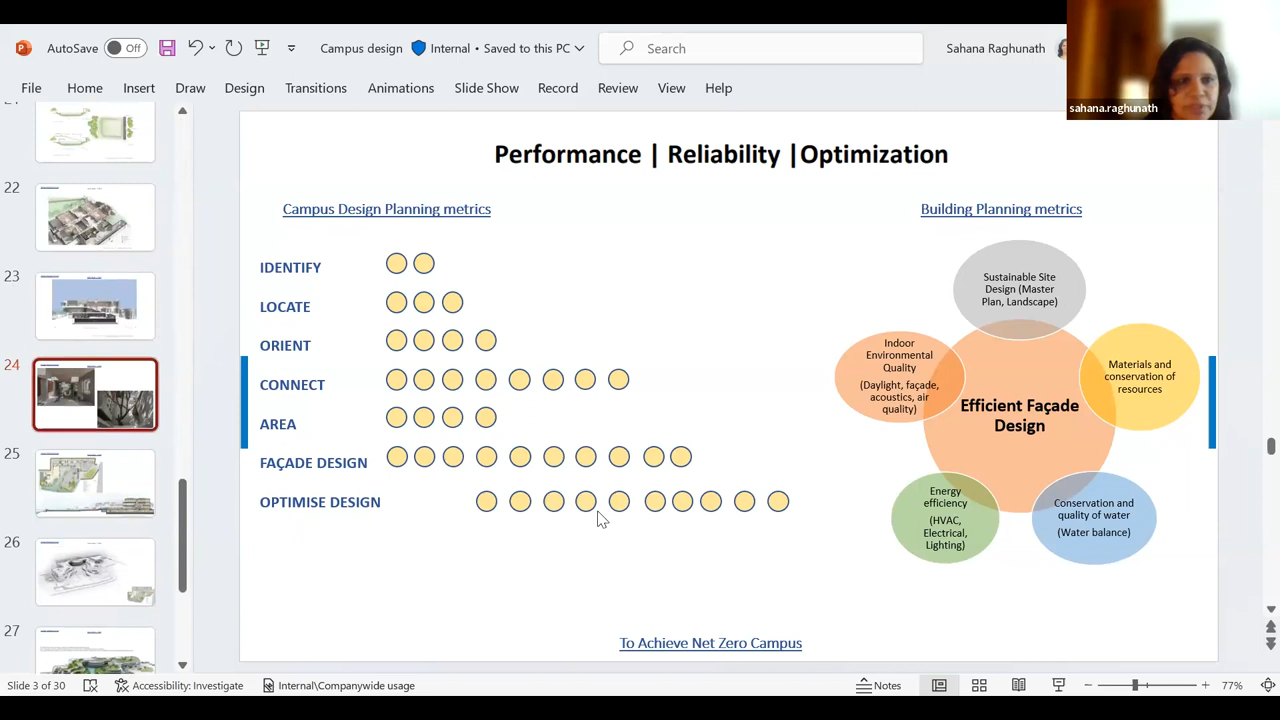 AutoSave
Off
Campus design
Internal • Saved to this PC
Search
Sahana Raghunath
sahana.raghunath
File
Home
Insert
Draw
Design
Transitions
Animations
Slide Show
Record
Review
View
Help
22
23
24
25
26
27
Performance | Reliability |Optimization
Campus Design Planning metrics
IDENTIFY
LOCATE
ORIENT
CONNECT
AREA
FAÇADE DESIGN
OPTIMISE DESIGN
Building Planning metrics
Sustainable Site
Design (Master
Plan, Landscape)
Indoor
Environmental
Quality
(Daylight, façade,
acoustics, air
quality)
Materials and
conservation of
resources
Efficient Façade
Design
Energy
efficiency
(HVAC,
Electrical,
Lighting)
Conservation and
quality of water
(Water balance)
To Achieve Net Zero Campus
Slide 3 of 30
Accessibility: Investigate
Internal\Companywide usage
Notes
77%